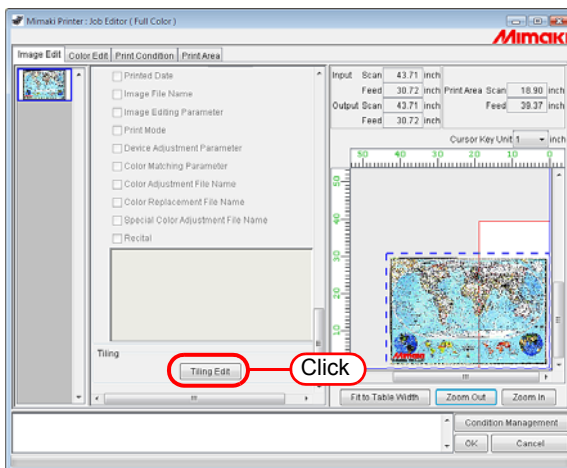 Mimaki Printer : Job Editor ( Full Color )
Mimaki
Image Edit Color Edit Print Condition Print Area
Printed Date
Image File Name
Image Editing Parameter
Print Mode
Device Adjustment Parameter
Color Matching Parameter
Color Adjustment File Name
Color Replacement File Name
Special Color Adjustment File Name
Recital
Tiling
Tiling Edit
Click
Input Scan 43.71 inch
Feed 30.72 inch Print Area Scan 18.90 inch
Output Scan 43.71 inch Feed 39.37 inch
Feed 30.72 inch
Cursor Key Unit 1 inch
50 40 30 20 10 0
50
40
30
20
10
Mimaki
Fit to Table Width Zoom Out Zoom In
Condition Management
OK Cancel